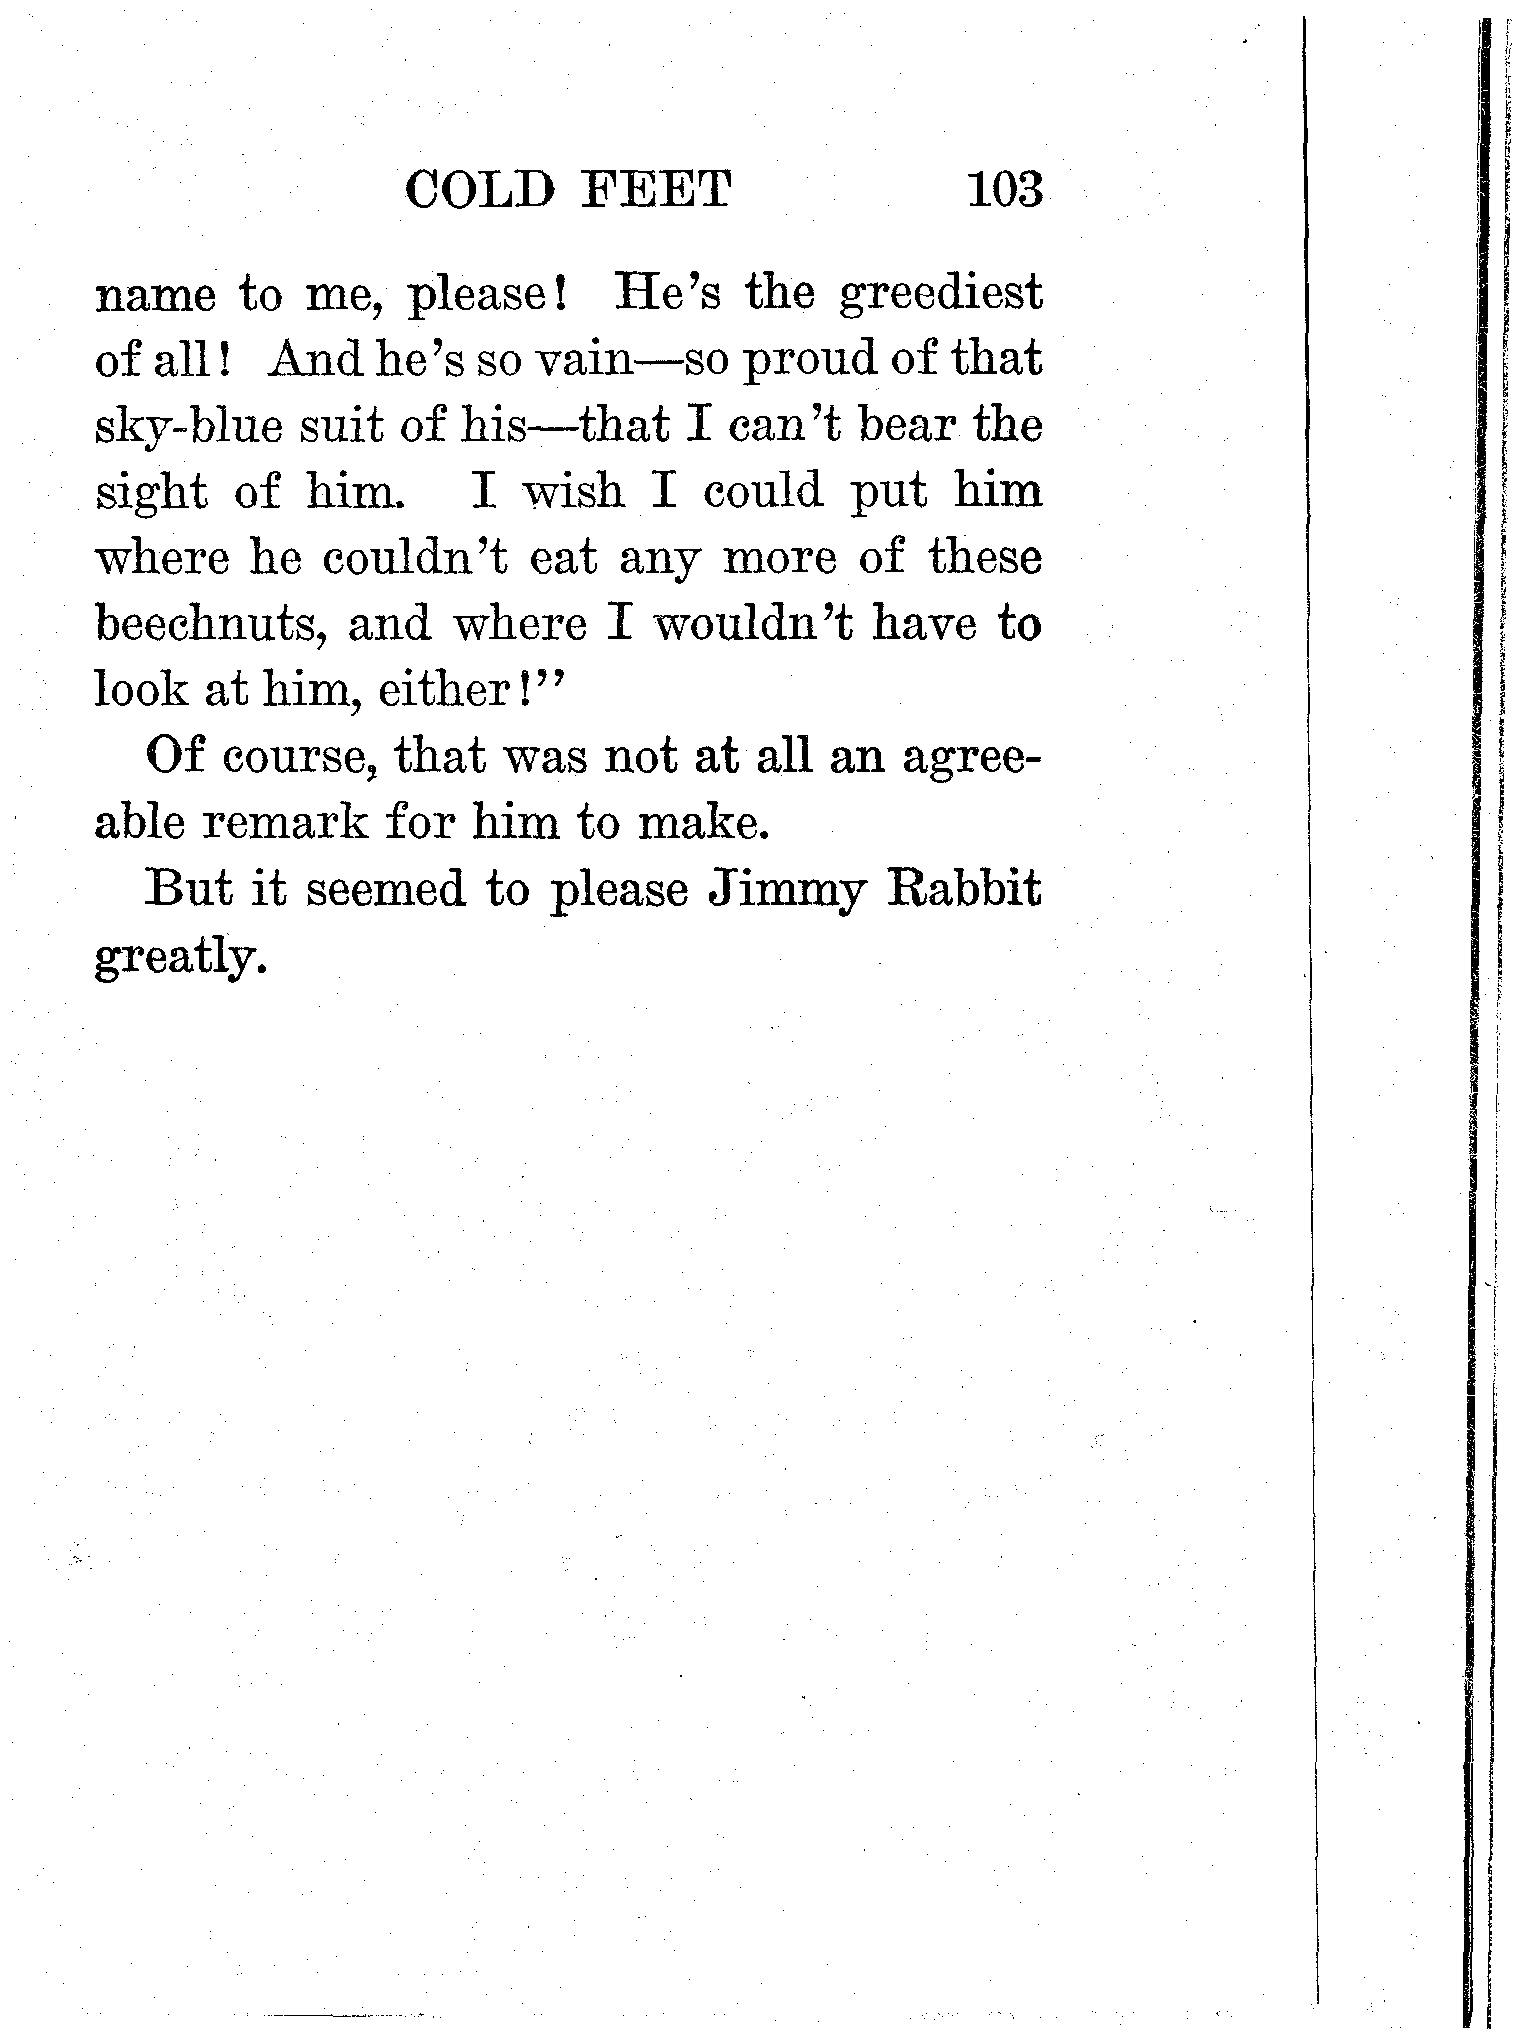 COLD FEET 103
name to me, please! He's the greediest
of all! And he's so vain—so proud of that
sky-blue suit of his—that I can't bear the
sight of him. I wish I could put him
where he couldn't eat any more of these
beechnuts, and where I wouldn't have to
look at him, either!"
Of course, that was not at all an agree-
able remark for him to make.
But it seemed to please Jimmy Rabbit
greatly.